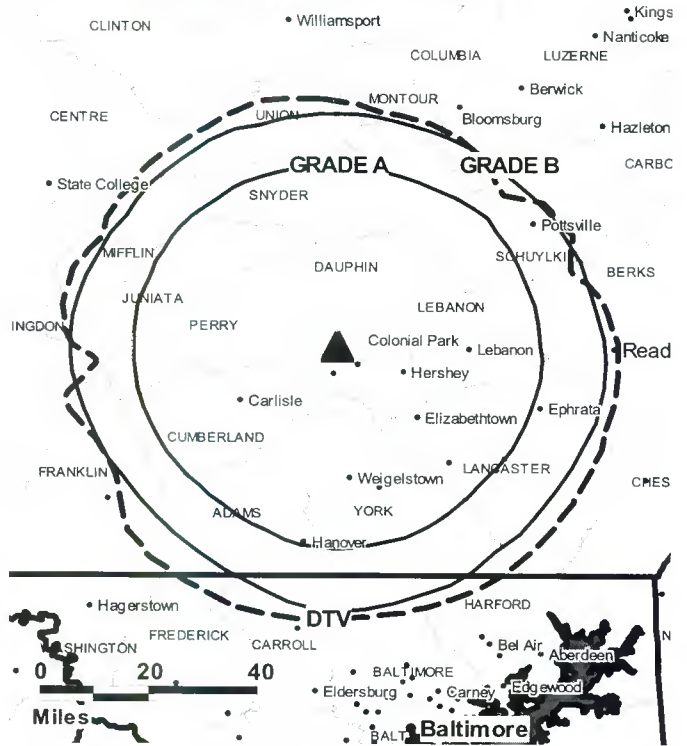 Kings
CLINTON
Williamsport
Nanticoke
COLUMBIA
LUZERNE
Berwick
MONTOUR
CENTRE
UNION
Bloomsburg
Hazleton
GRADE A
GRADE B
CARBC
State College
SNYDER
Pottsville
MIFFLIN
SCHUYLKI
DAUPHIN
BERKS
JUNIATA
LEBANON
INGDON
PERRY
Colonial Park
Lebanon
Read
Hershey
Carlisle
Ephrata
Elizabethtown
CUMBERLAND
FRANKLIN
LANCASTER
Weigelstown
CHES
ADAMS
YORK
Hanover
Hagerstown
DTV
HARFORD
N
FREDERICK
CARROLL
WASHINGTON
Bel Air
Aberdeen
0 20 40
BALTIMORE
Eldersburg
Carney
Edgewood
Miles
BALT
Baltimore